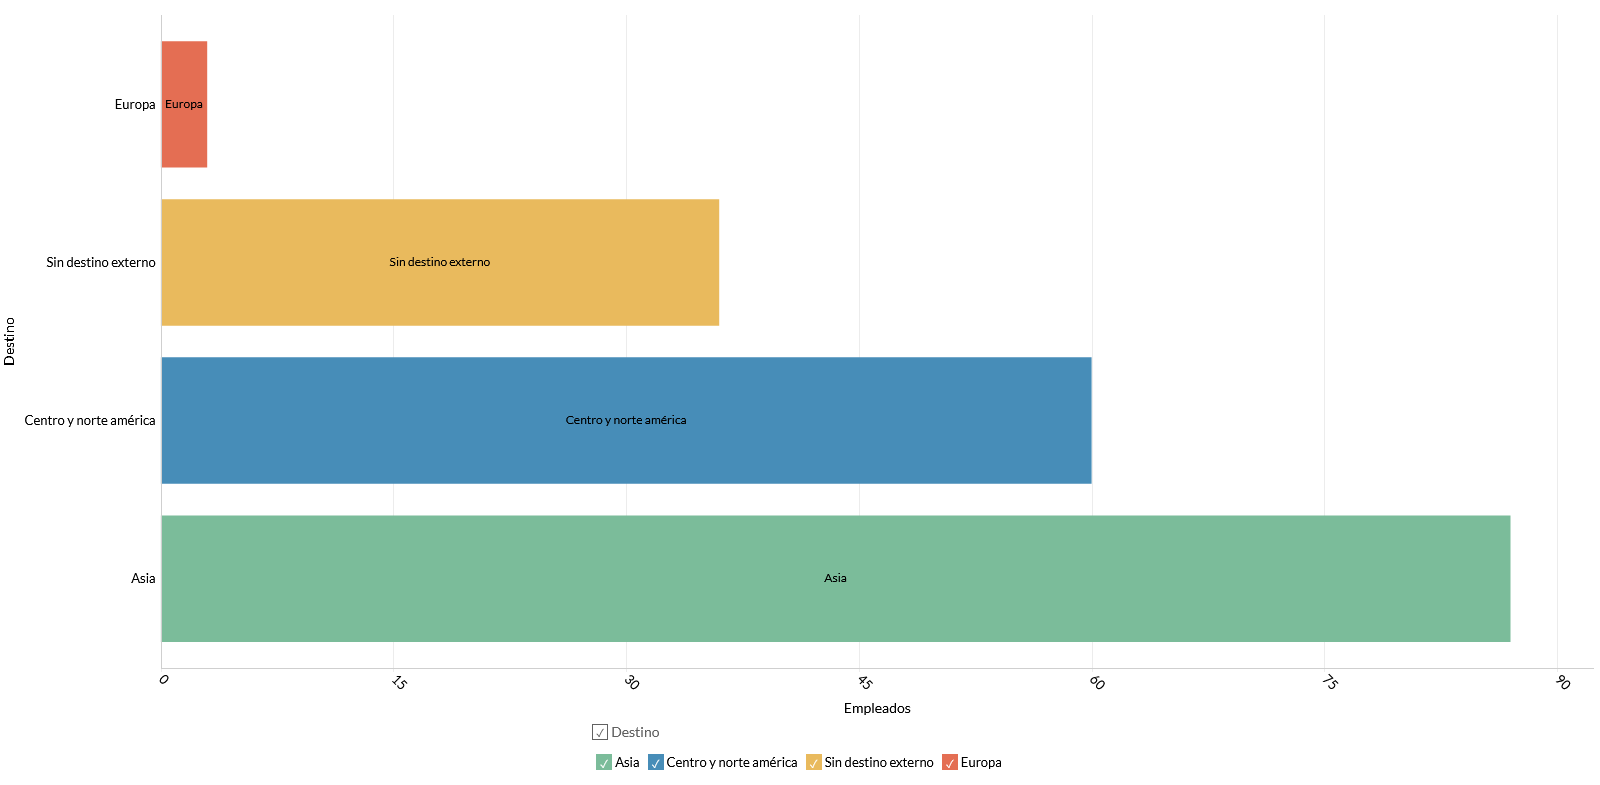 Europa
Europa
Sin destino externo
Sin destino externo
Destino
Centro y norte américa
Centro y norte américa
Asia
Asia
0 15 30 45 60 75 90
Empleados
Destino
Asia Centro y norte américa Sin destino externo Europa